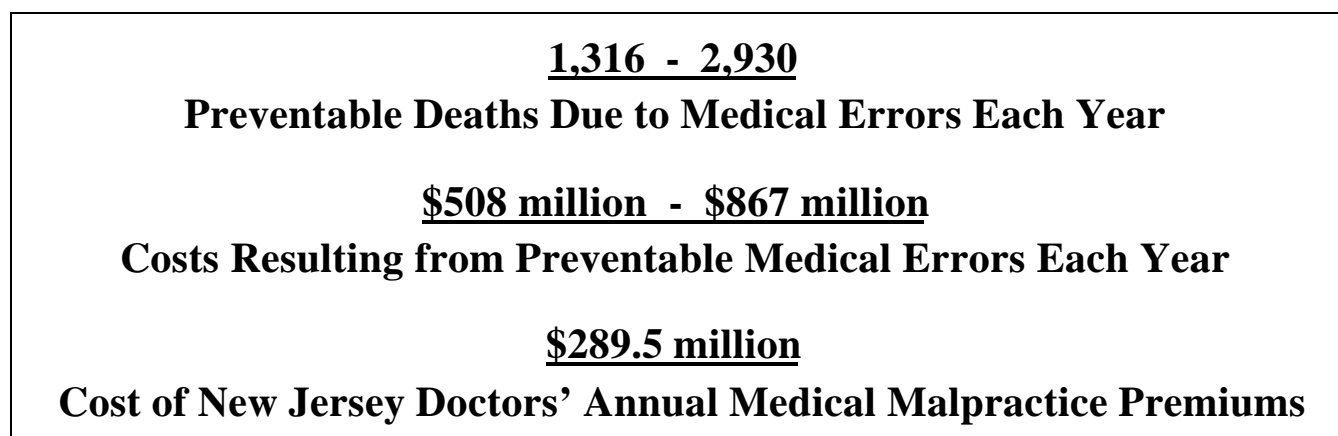 1,316 - 2,930
Preventable Deaths Due to Medical Errors Each Year
$508 million - $867 million
Costs Resulting from Preventable Medical Errors Each Year
$289.5 million
Cost of New Jersey Doctors’ Annual Medical Malpractice Premiums